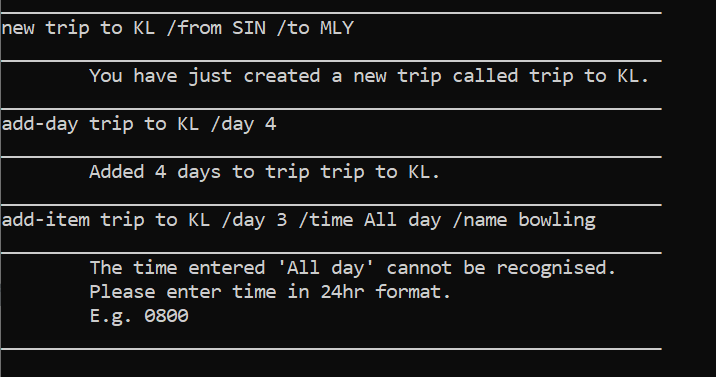 new trip to KL /from SIN /to MLY
You have just created a new trip called trip to KL.
add-day trip to KL /day 4
Added 4 days to trip trip to KL.
add-item trip to KL /day 3 /time All day /name bowling
The time entered 'All day' cannot be recognised.
Please enter time in 24hr format.
E.g. 0800